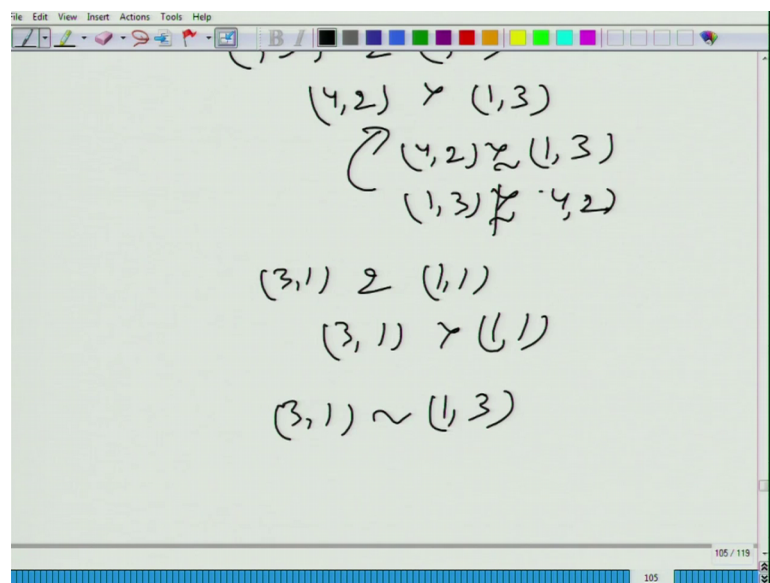 File Edit View Insert Actions Tools Help
B I
(4,2) ≻ (1,3)
(4,2) ≿ (1,3)
(1,3) ⋡ 4,2)
(3,1) & (1,1)
(3,1) ≻ (1,1)
(3,1) ~ (1,3)
105 / 119
105